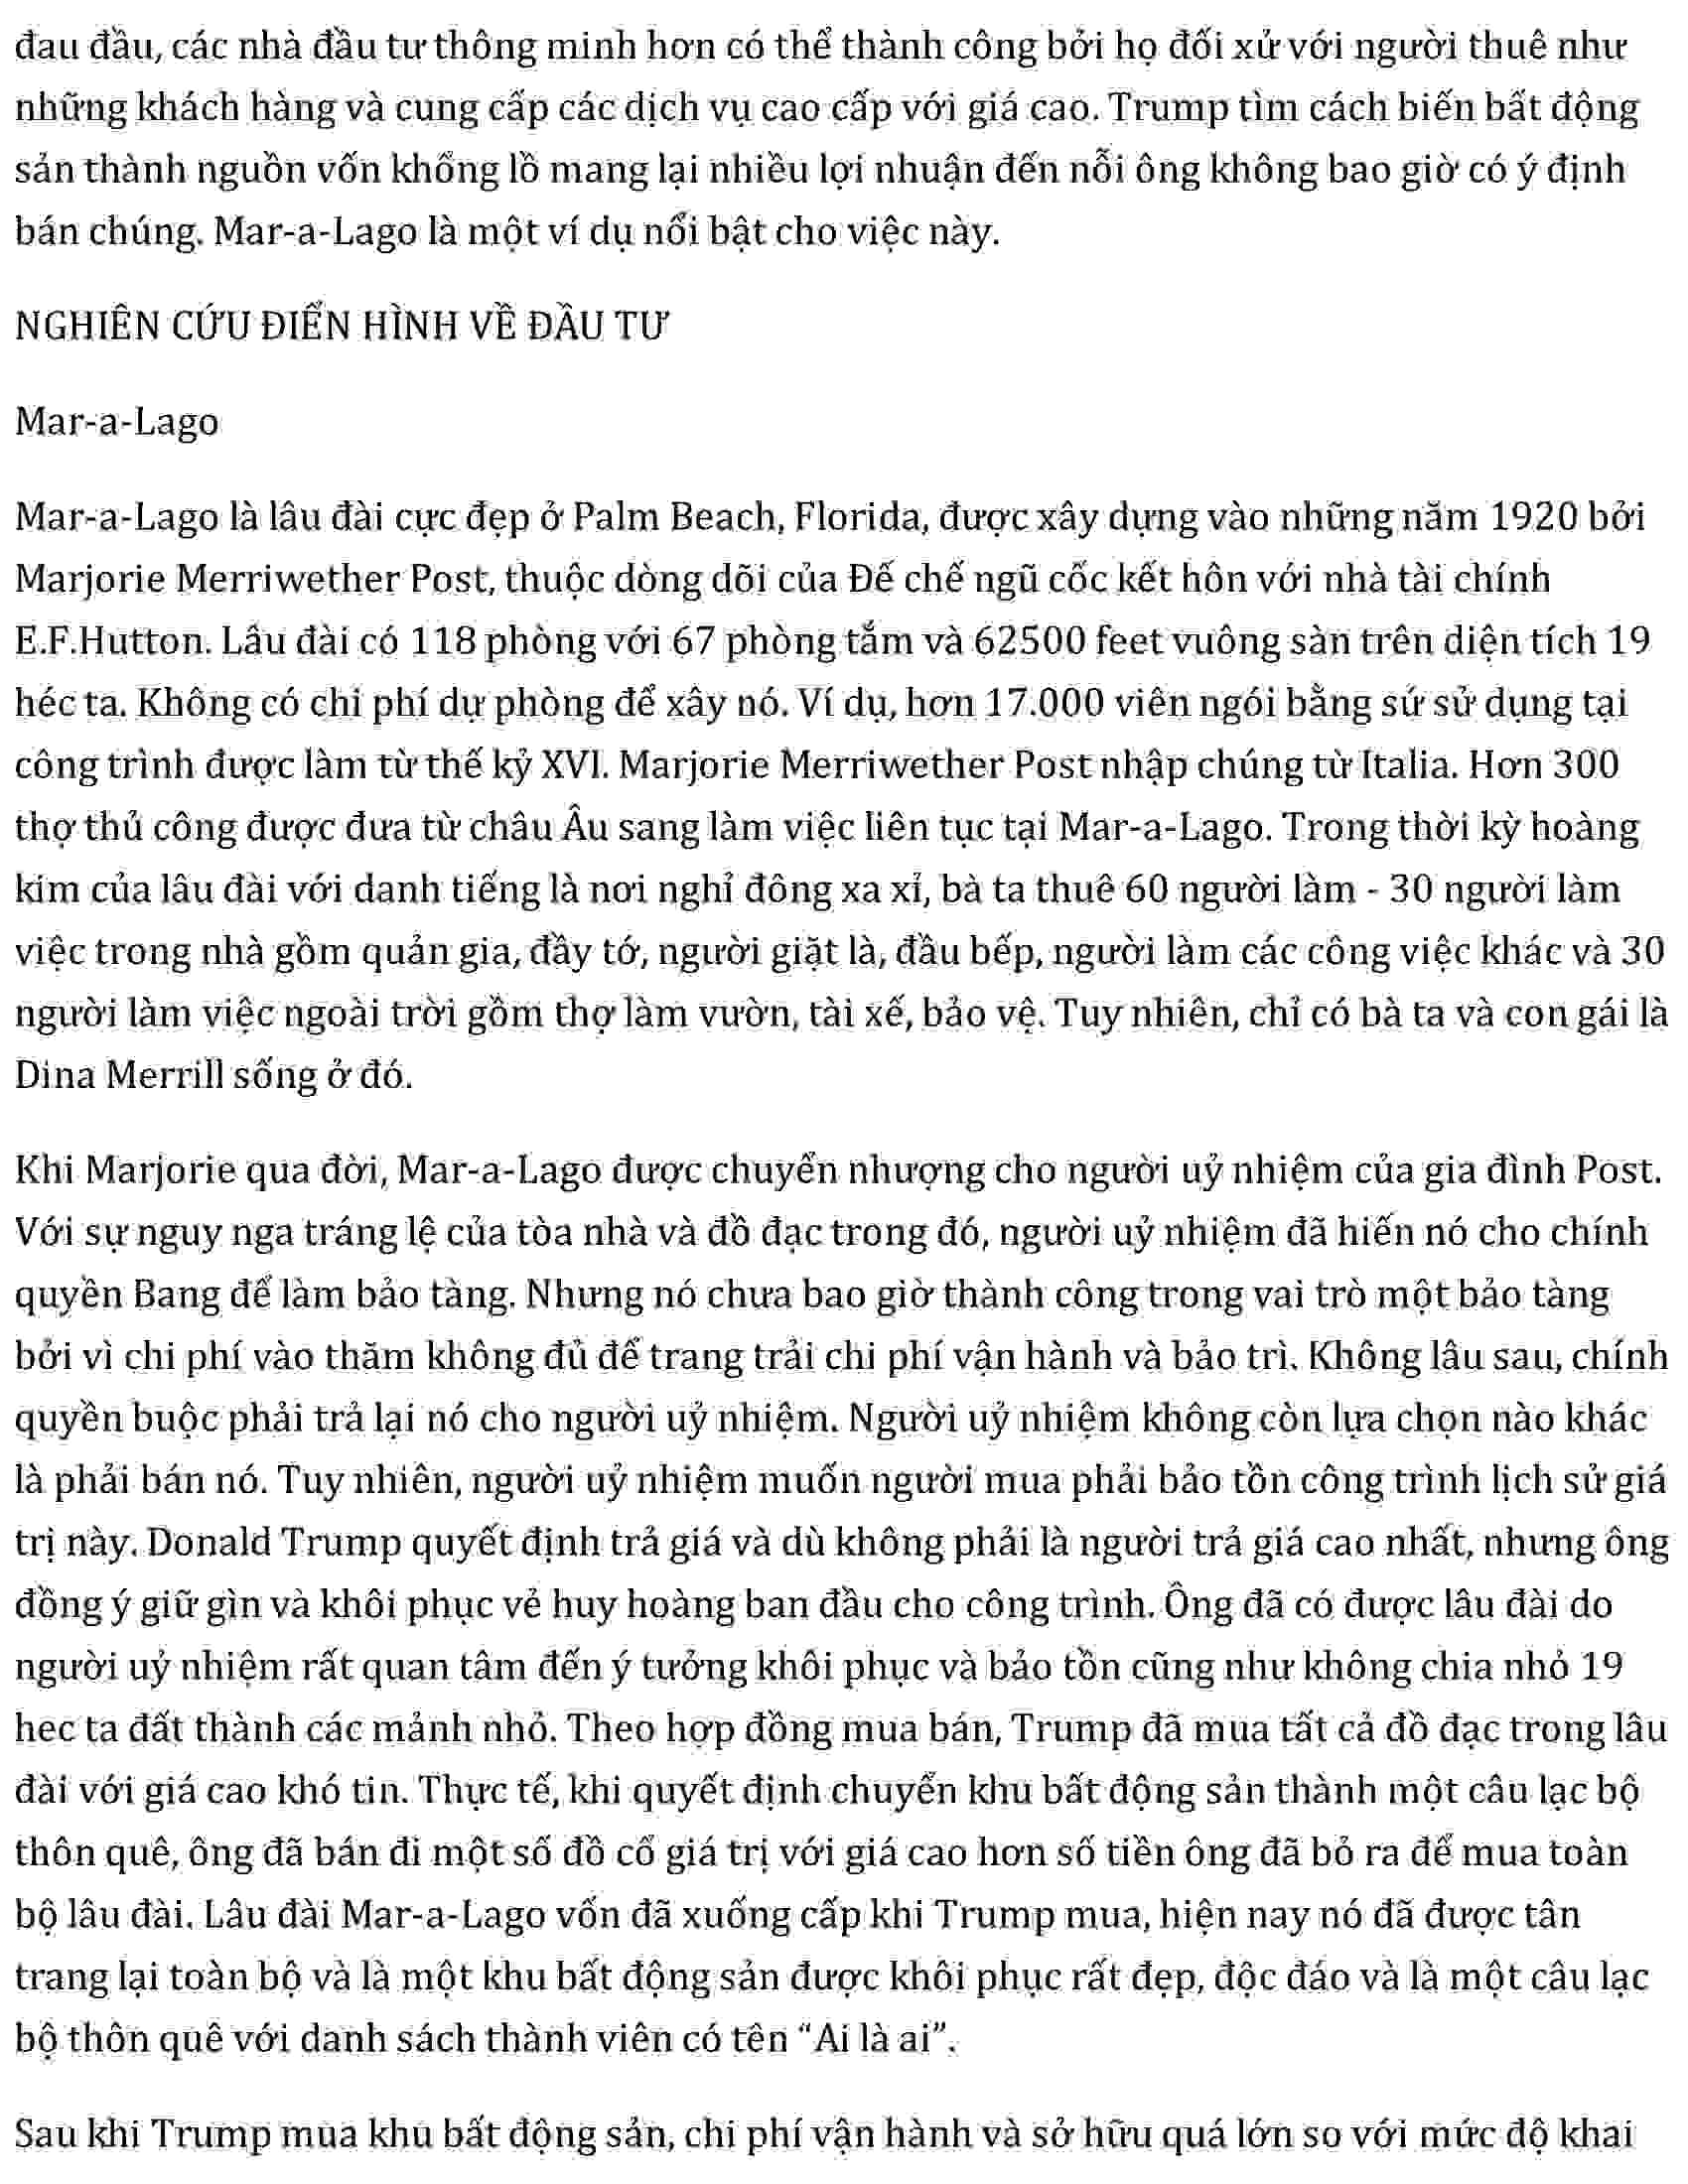 đau đầu, các nhà đầu tư thông minh hơn có thể thành công bởi họ đối xử với người thuê như
những khách hàng và cung cấp các dịch vụ cao cấp với giá cao. Trump tìm cách biến bất động
sản thành nguồn vốn khổng lồ mang lại nhiều lợi nhuận đến nỗi ông không bao giờ có ý định
bán chúng. Mar-a-Lago là một ví dụ nổi bật cho việc này.
NGHIÊN CỨU ĐIỂN HÌNH VỀ ĐẦU TƯ
Mar-a-Lago
Mar-a-Lago là lâu đài cực đẹp ở Palm Beach, Florida, được xây dựng vào những năm 1920 bởi
Marjorie Merriwether Post, thuộc dòng dõi của Đế chế ngũ cốc kết hôn với nhà tài chính
E.F.Hutton. Lâu đài có 118 phòng với 67 phòng tắm và 62500 feet vuông sàn trên diện tích 19
héc ta. Không có chi phí dự phòng để xây nó. Ví dụ, hơn 17.000 viên ngói bằng sứ sử dụng tại
công trình được làm từ thế kỷ XVI. Marjorie Merriwether Post nhập chúng từ Italia. Hơn 300
thợ thủ công được đưa từ châu Âu sang làm việc liên tục tại Mar-a-Lago. Trong thời kỳ hoàng
kim của lâu đài với danh tiếng là nơi nghỉ đông xa xỉ, bà ta thuê 60 người làm - 30 người làm
việc trong nhà gồm quản gia, đầy tớ, người giặt là, đầu bếp, người làm các công việc khác và 30
người làm việc ngoài trời gồm thợ làm vườn, tài xế, bảo vệ. Tuy nhiên, chỉ có bà ta và con gái là
Dina Merrill sống ở đó.
Khi Marjorie qua đời, Mar-a-Lago được chuyển nhượng cho người uỷ nhiệm của gia đình Post.
Với sự nguy nga tráng lệ của tòa nhà và đồ đạc trong đó, người uỷ nhiệm đã hiến nó cho chính
quyền Bang để làm bảo tàng. Nhưng nó chưa bao giờ thành công trong vai trò một bảo tàng
bởi vì chi phí vào thăm không đủ để trang trải chi phí vận hành và bảo trì. Không lâu sau, chính
quyền buộc phải trả lại nó cho người uỷ nhiệm. Người uỷ nhiệm không còn lựa chọn nào khác
là phải bán nó. Tuy nhiên, người uỷ nhiệm muốn người mua phải bảo tồn công trình lịch sử giá
trị này. Donald Trump quyết định trả giá và dù không phải là người trả giá cao nhất, nhưng ông
đồng ý giữ gìn và khôi phục vẻ huy hoàng ban đầu cho công trình. Ông đã có được lâu đài do
người uỷ nhiệm rất quan tâm đến ý tưởng khôi phục và bảo tồn cũng như không chia nhỏ 19
hec ta đất thành các mảnh nhỏ. Theo hợp đồng mua bán, Trump đã mua tất cả đồ đạc trong lâu
đài với giá cao khó tin. Thực tế, khi quyết định chuyển khu bất động sản thành một câu lạc bộ
thôn quê, ông đã bán đi một số đồ cổ giá trị với giá cao hơn số tiền ông đã bỏ ra để mua toàn
bộ lâu đài. Lâu đài Mar-a-Lago vốn đã xuống cấp khi Trump mua, hiện nay nó đã được tân
trang lại toàn bộ và là một khu bất động sản được khôi phục rất đẹp, độc đáo và là một câu lạc
bộ thôn quê với danh sách thành viên có tên “Ai là ai”.
Sau khi Trump mua khu bất động sản, chi phí vận hành và sở hữu quá lớn so với mức độ khai